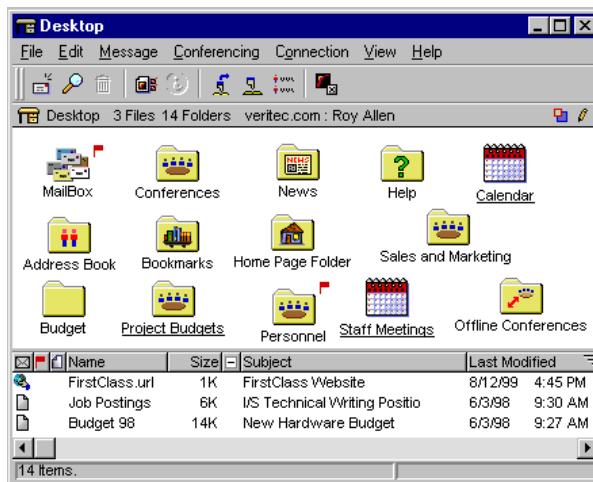 Desktop
File Edit Message Conferencing Connection View Help
Desktop 3 Files 14 Folders veritec.com : Roy Allen
MailBox Conferences News Help Calendar
Address Book Bookmarks Home Page Folder Sales and Marketing
Budget Project Budgets Personnel Staff Meetings Offline Conferences
Name Size Subject Last Modified
FirstClass.url 1K FirstClass Website 8/12/99 4:45 PM
Job Postings 6K I/S Technical Writing Positio 6/3/98 9:30 AM
Budget 98 14K New Hardware Budget 6/3/98 9:27 AM
14 Items.